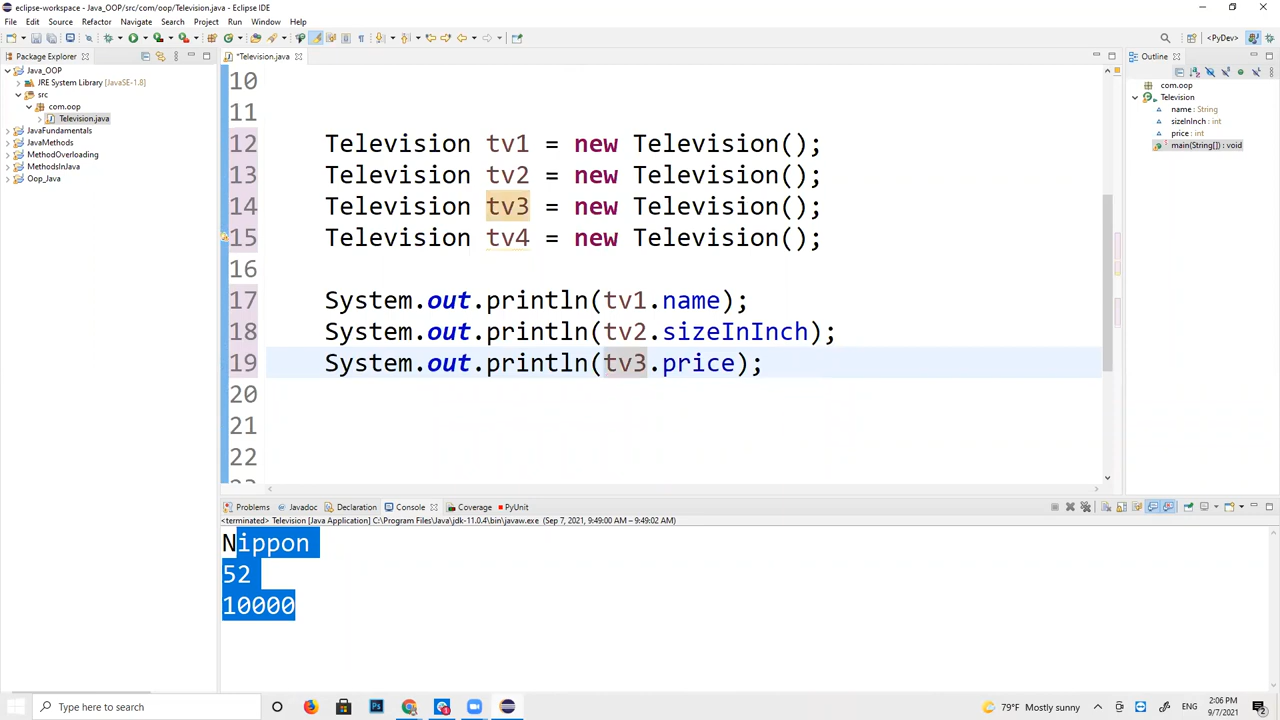 eclipse-workspace - Java_OOP/src/com/oop/Television.java - Eclipse IDE
File Edit Source Refactor Navigate Search Project Run Window Help
<PyDev>
Package Explorer
*Television.java
Outline
Java_OOP
JRE System Library [JavaSE-1.8]
src
com.oop
Television.java
JavaFundamentals
JavaMethods
MethodOverloading
MethodsInJava
Oop_Java
10
11
12 Television tv1 = new Television();
13 Television tv2 = new Television();
14 Television tv3 = new Television();
15 Television tv4 = new Television();
16
17 System.out.println(tv1.name);
18 System.out.println(tv2.sizeInInch);
19 System.out.println(tv3.price);
20
21
22
com.oop
Television
name : String
sizeInInch : int
price : int
main(String[]) : void
Problems Javadoc Declaration Console Coverage PyUnit
<terminated> Television [Java Application] C:\Program Files\Java\jdk-11.0.4\bin\javaw.exe (Sep 7, 2021, 9:49:00 AM – 9:49:02 AM)
Nippon
52
10000
Type here to search
79°F Mostly sunny
ENG
2:06 PM
9/7/2021